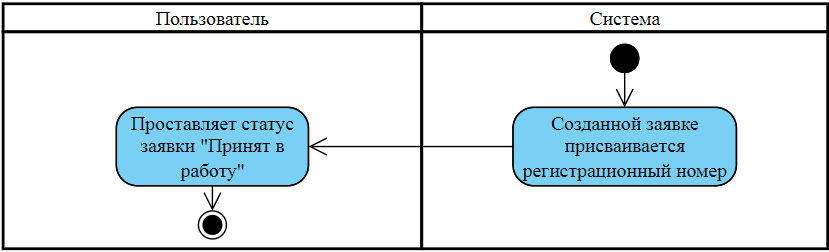 Пользователь
Система
Проставляет статус
заявки "Принят в
работу"
Созданной заявке
присваивается
регистрационный номер